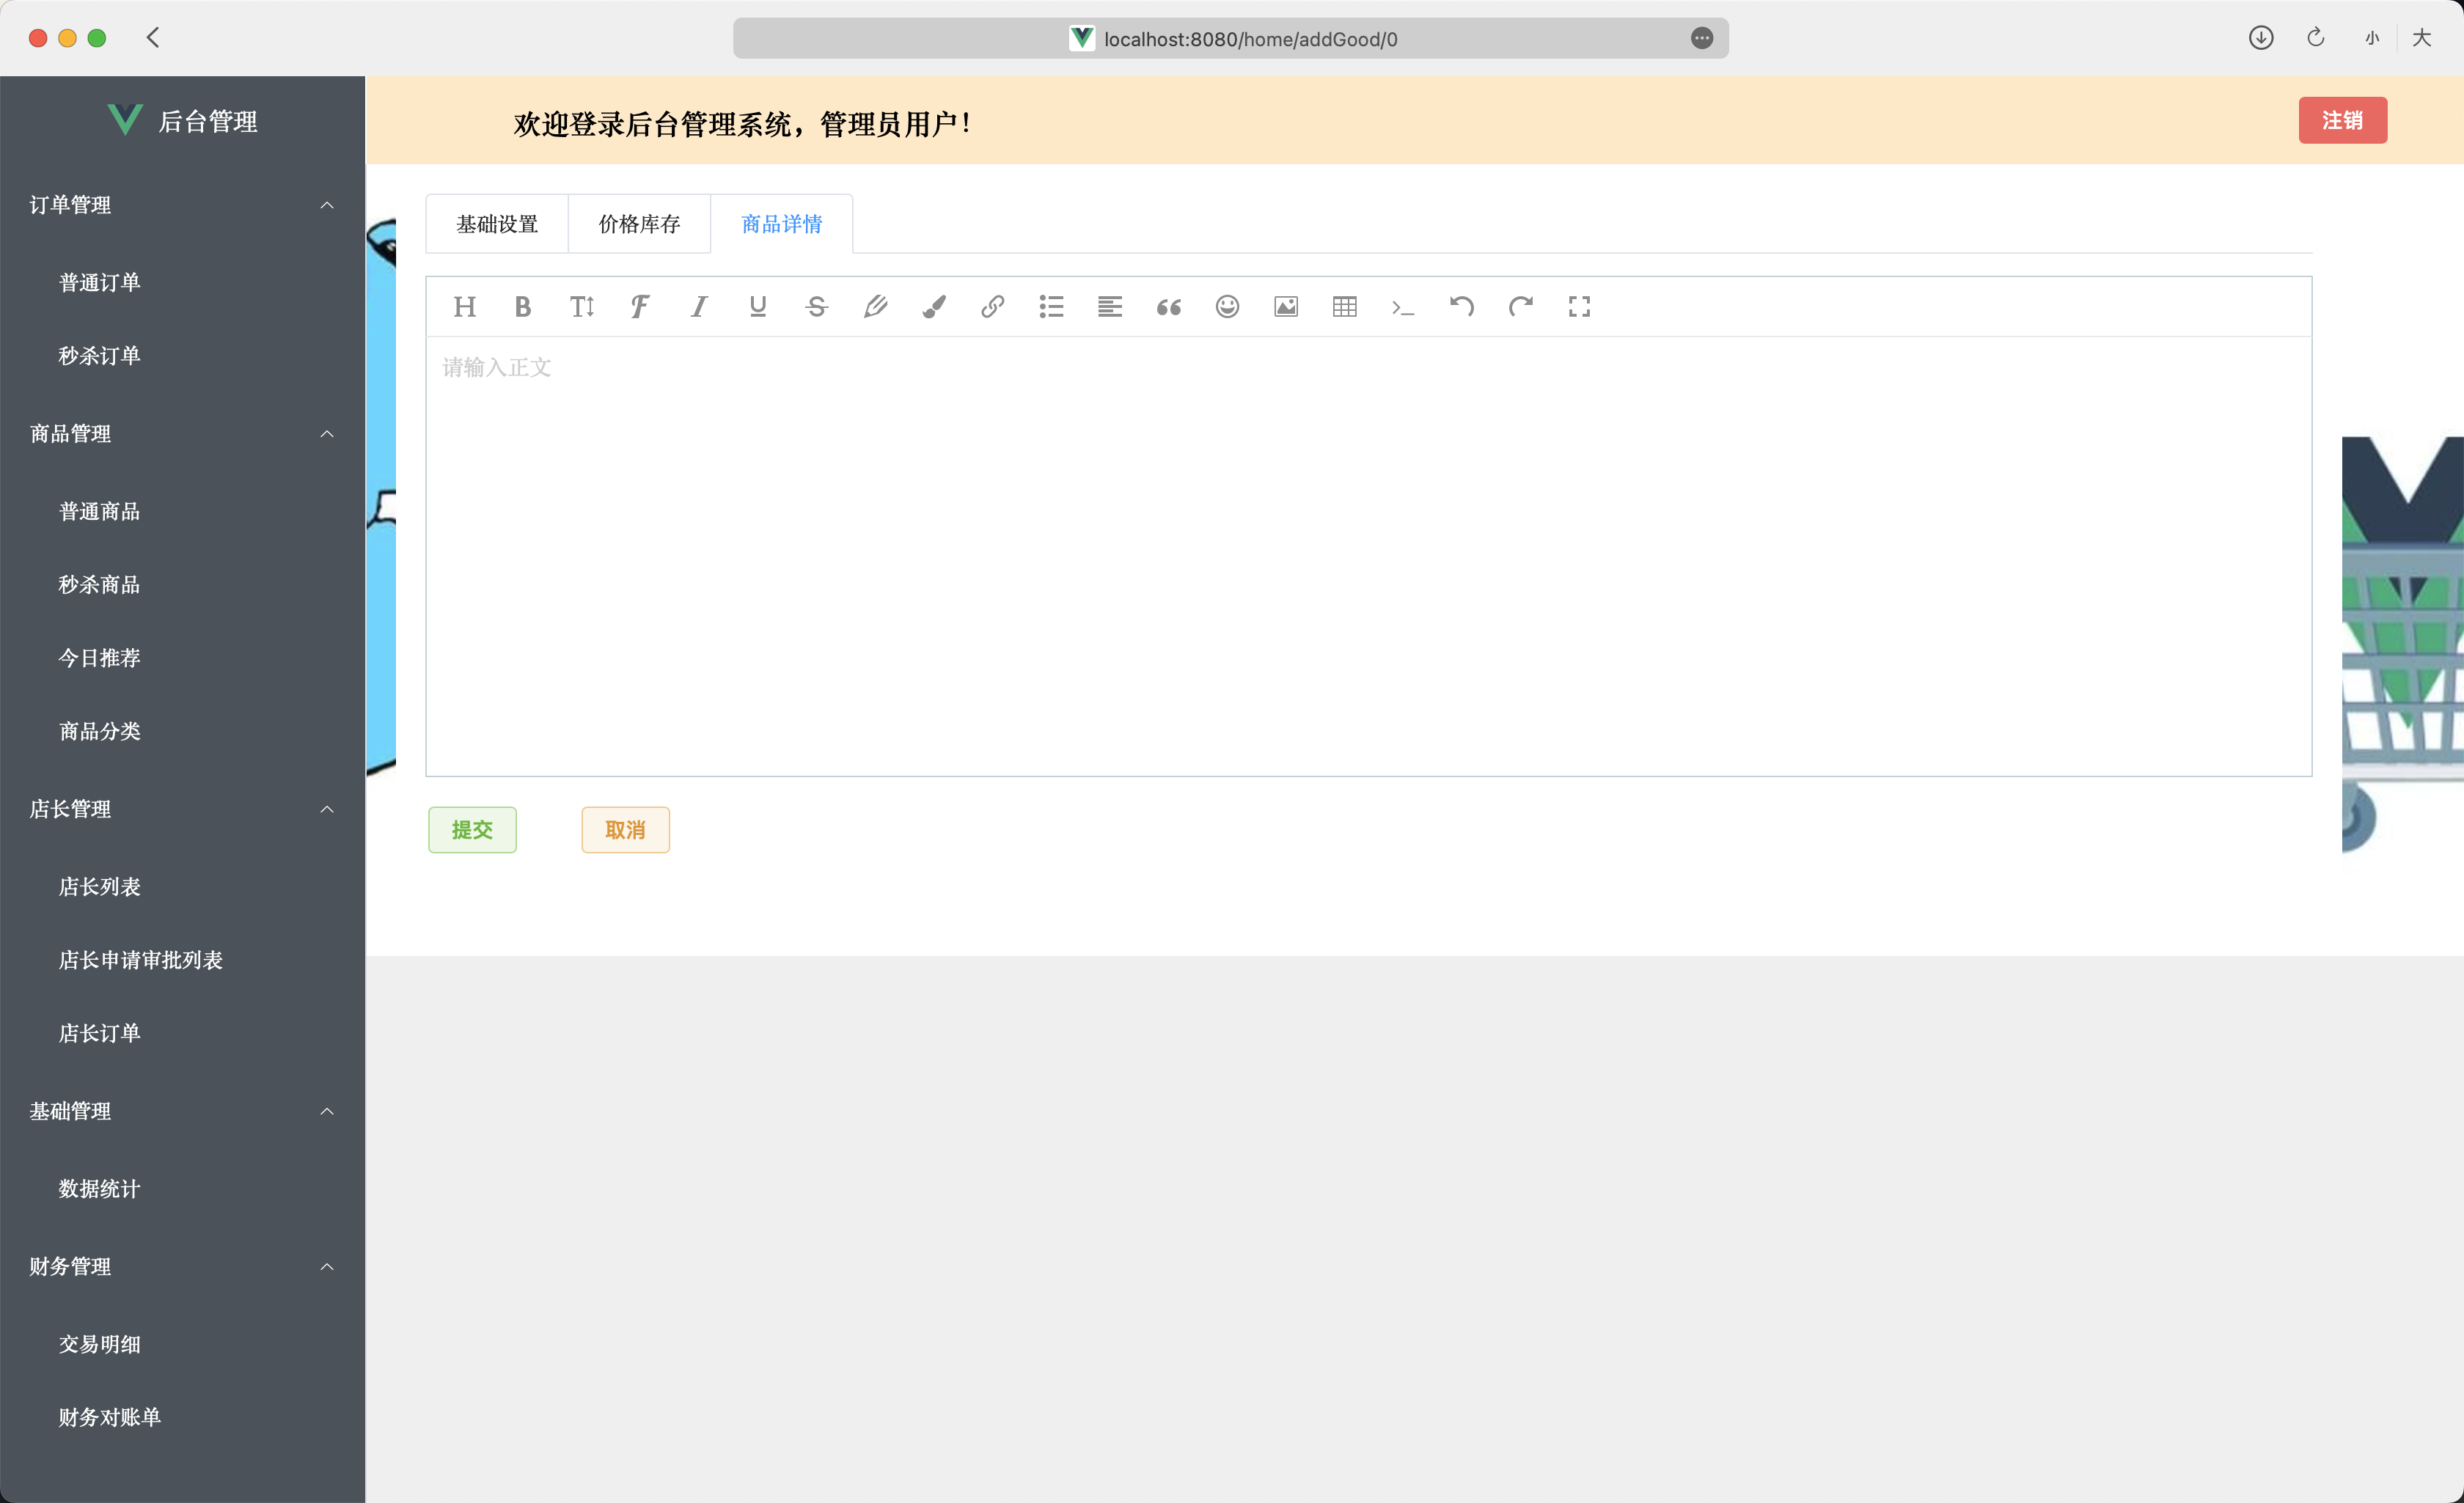 localhost:8080/home/addGood/0
小 大
后台管理
欢迎登录后台管理系统，管理员用户！
注销
订单管理
普通订单
秒杀订单
商品管理
普通商品
秒杀商品
今日推荐
商品分类
店长管理
店长列表
店长申请审批列表
店长订单
基础管理
数据统计
财务管理
交易明细
财务对账单
基础设置 价格库存 商品详情
请输入正文
提交 取消